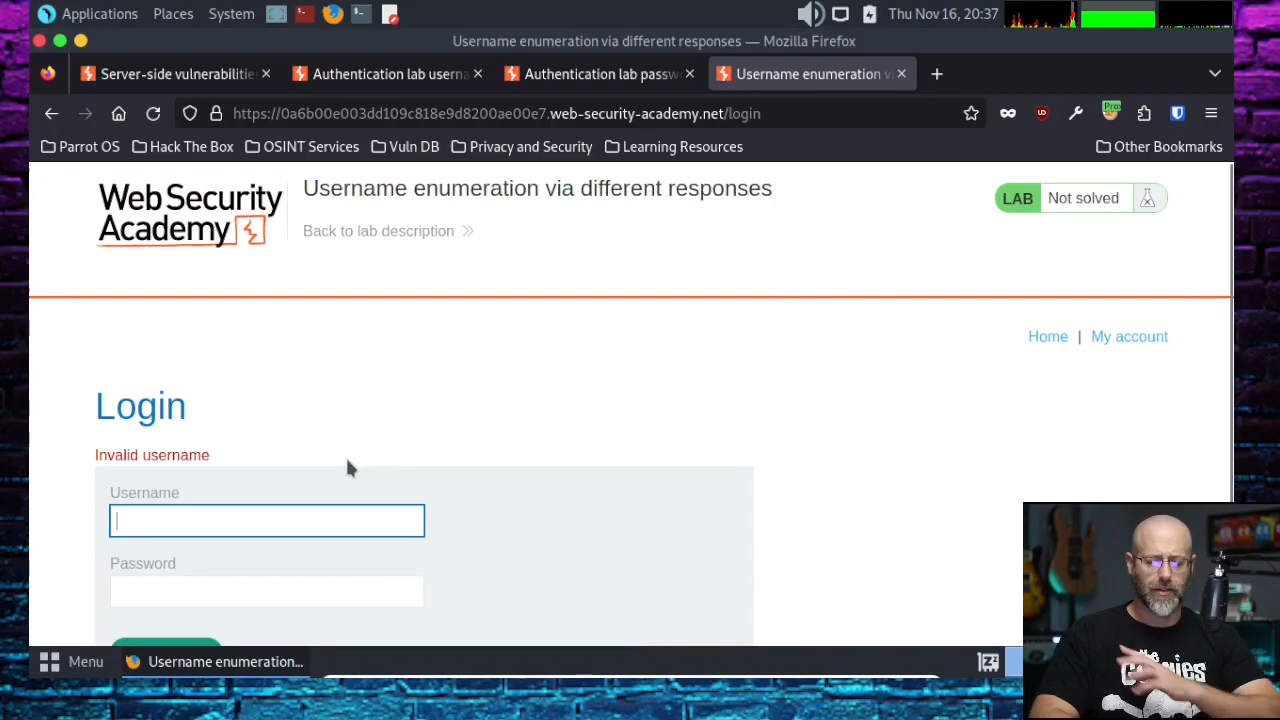 Applications Places System Thu Nov 16, 20:37
Username enumeration via different responses — Mozilla Firefox
Server-side vulnerabilitie Authentication lab userna Authentication lab passw Username enumeration v
https://0a6b00e003dd109c818e9d8200ae00e7.web-security-academy.net/login Prox
Parrot OS Hack The Box OSINT Services Vuln DB Privacy and Security Learning Resources Other Bookmarks
Web Security
Academy
Username enumeration via different responses
LAB Not solved
Back to lab description
Home | My account
Login
Invalid username
Username
Password
Menu Username enumeration...
the